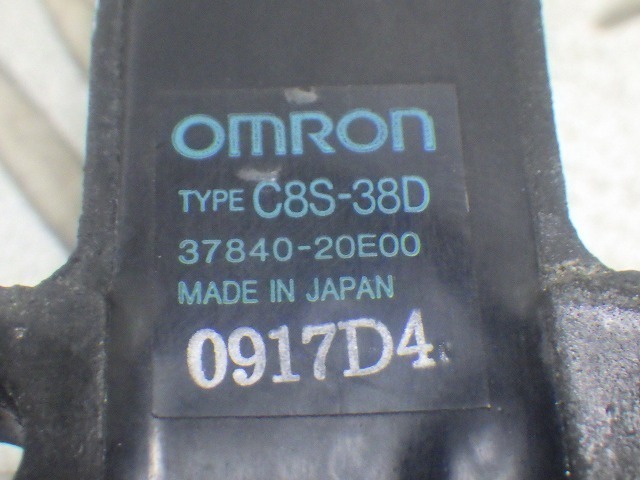 OMRON
TYPE C8S-38D
37840-20E00
MADE IN JAPAN
0917D4